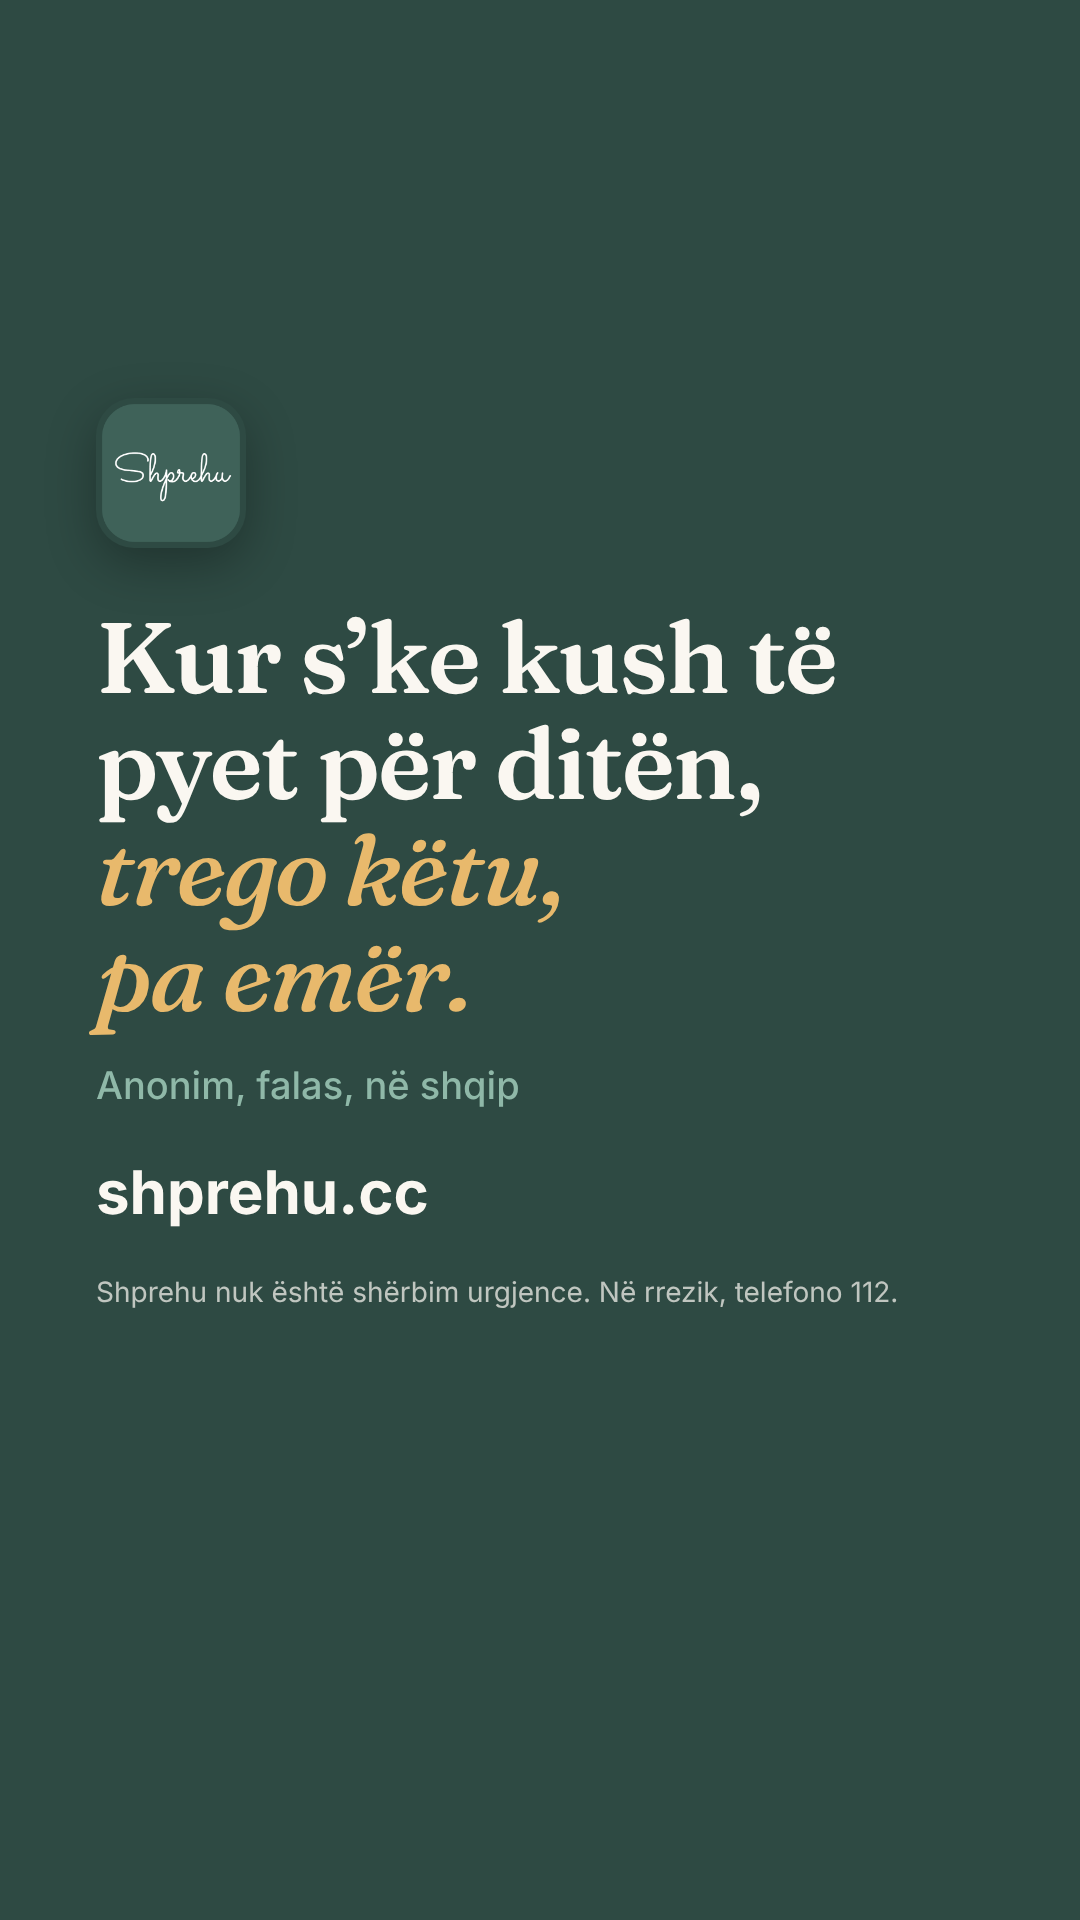 Shprehu
Kur s’ke kush të
pyet për ditën,
trego këtu,
pa emër.
Anonim, falas, në shqip
shprehu.cc
Shprehu nuk është shërbim urgjence. Në rrezik, telefono 112.